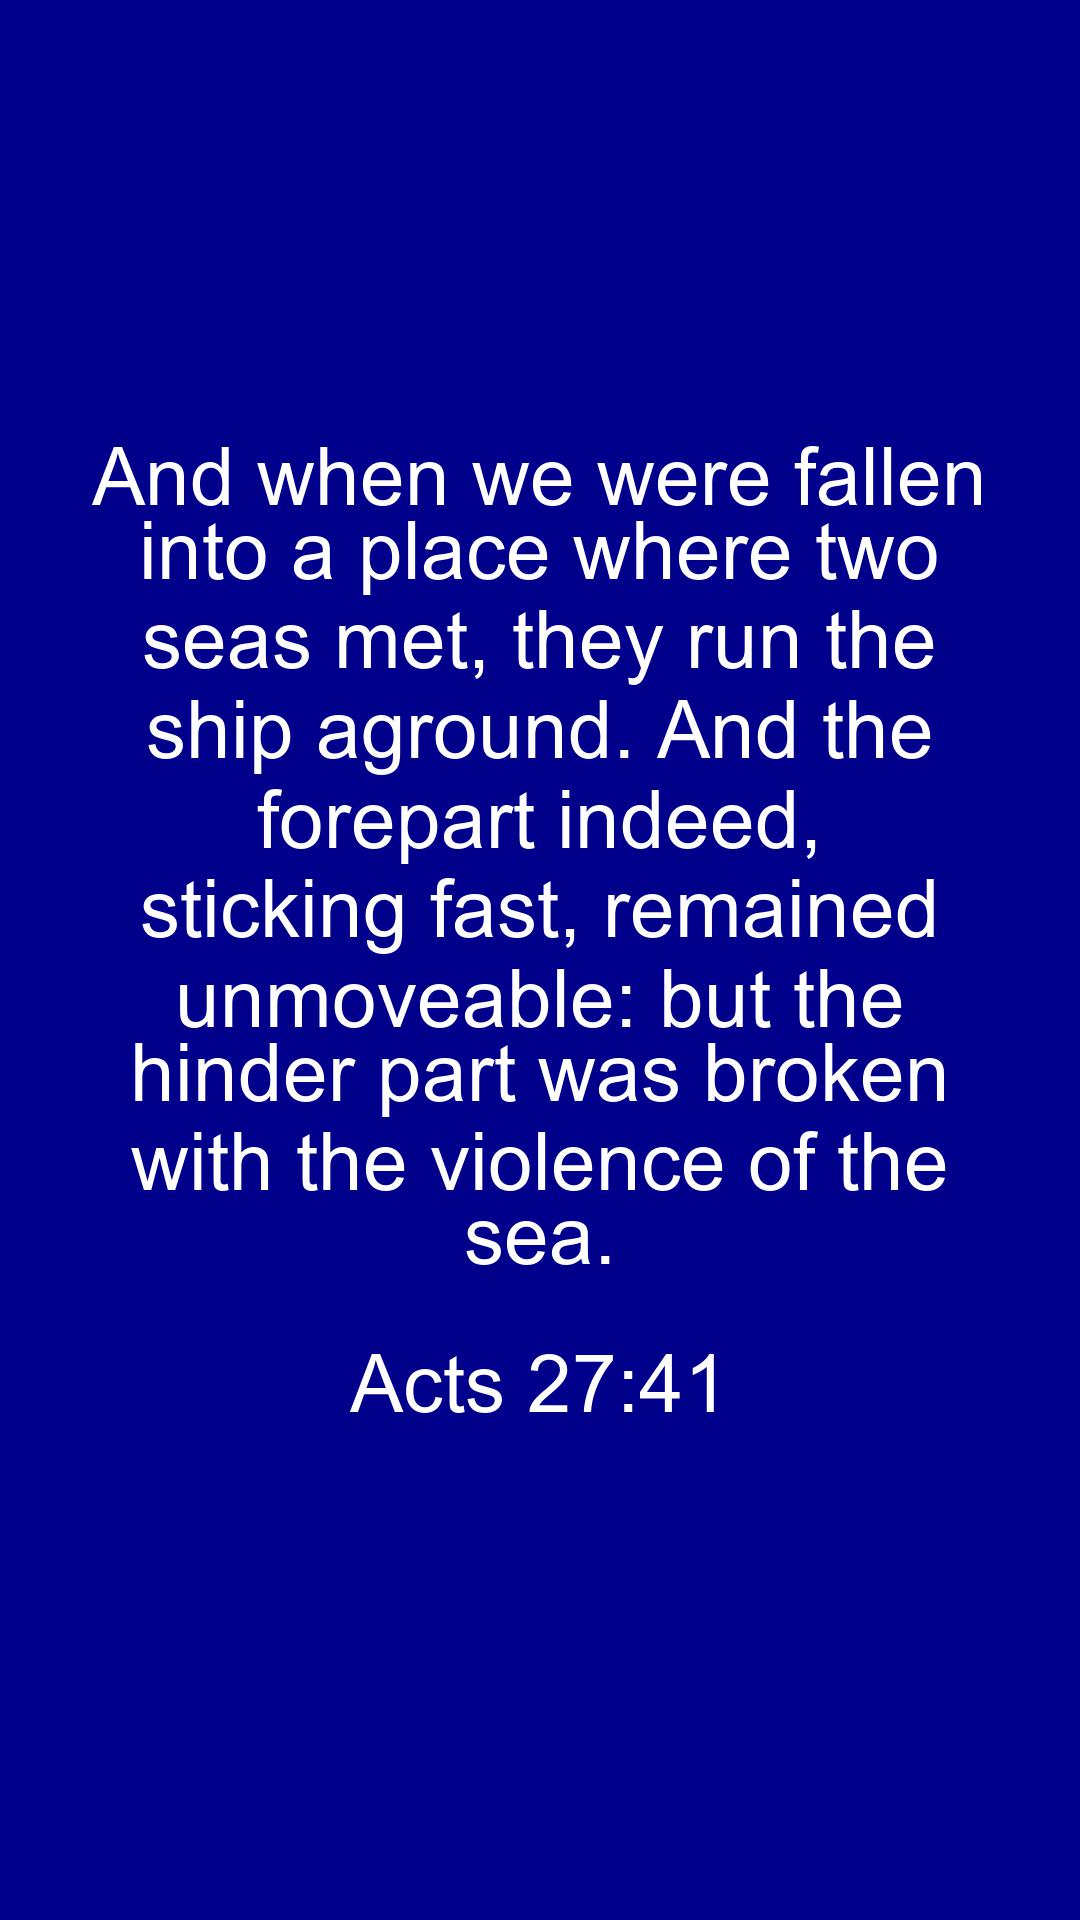 And when we were fallen
into a place where two
seas met, they run the
ship aground. And the
forepart indeed,
sticking fast, remained
unmoveable: but the
hinder part was broken
with the violence of the
sea.
Acts 27:41